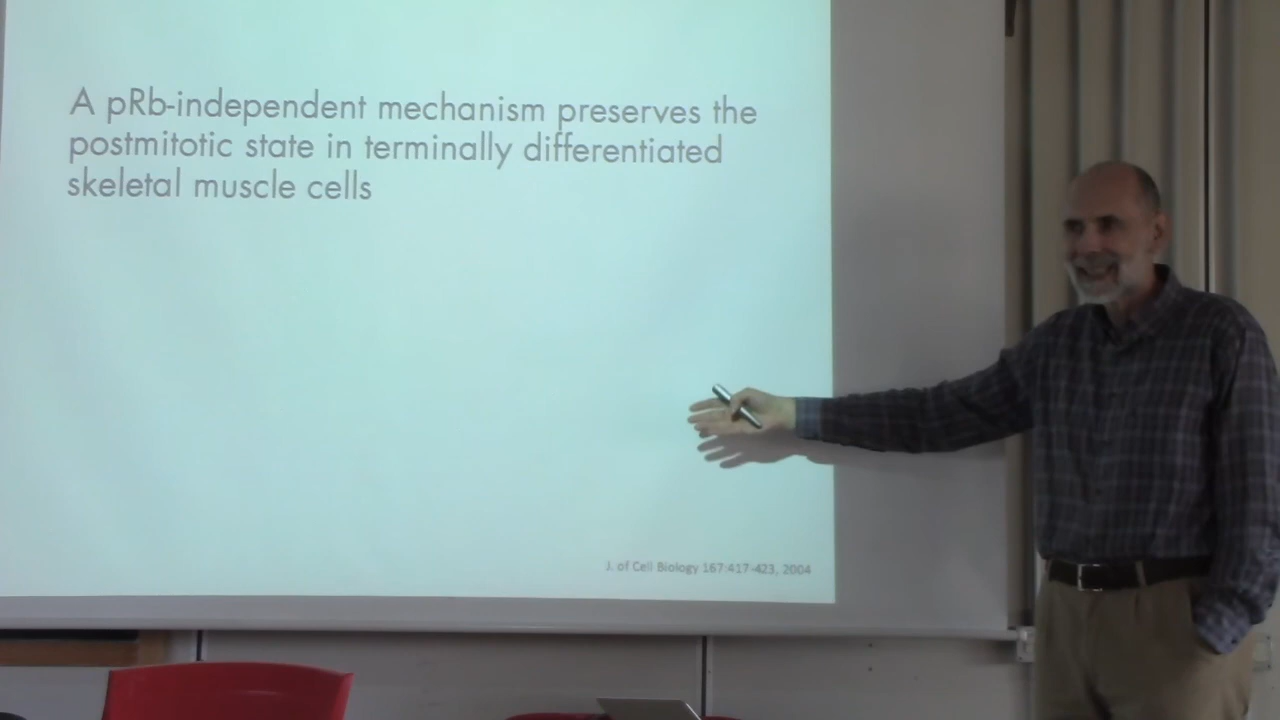 A pRb-independent mechanism preserves the
postmitotic state in terminally differentiated
skeletal muscle cells
J. of Cell Biology 167:417-423, 2004